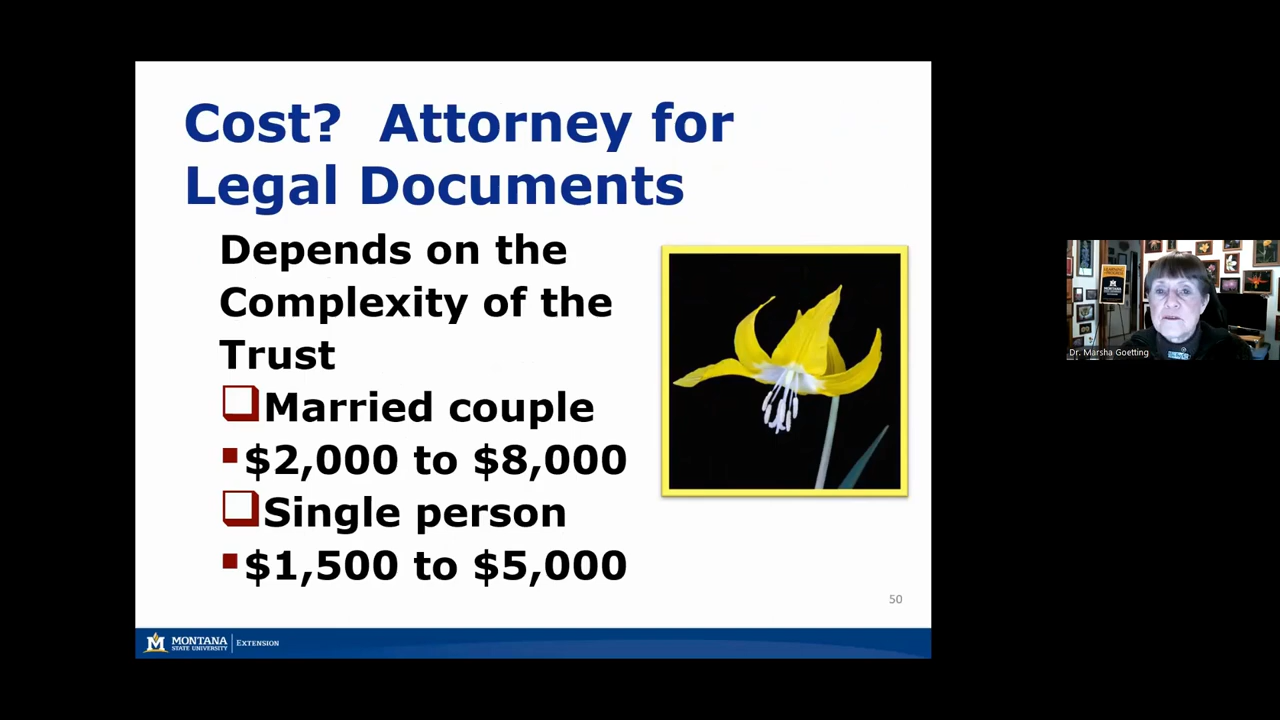 Cost? Attorney for
Legal Documents
Depends on the
Complexity of the
Trust
Married couple
$2,000 to $8,000
Single person
$1,500 to $5,000
50
MONTANA
STATE UNIVERSITY
EXTENSION
Dr. Marsha Goetting